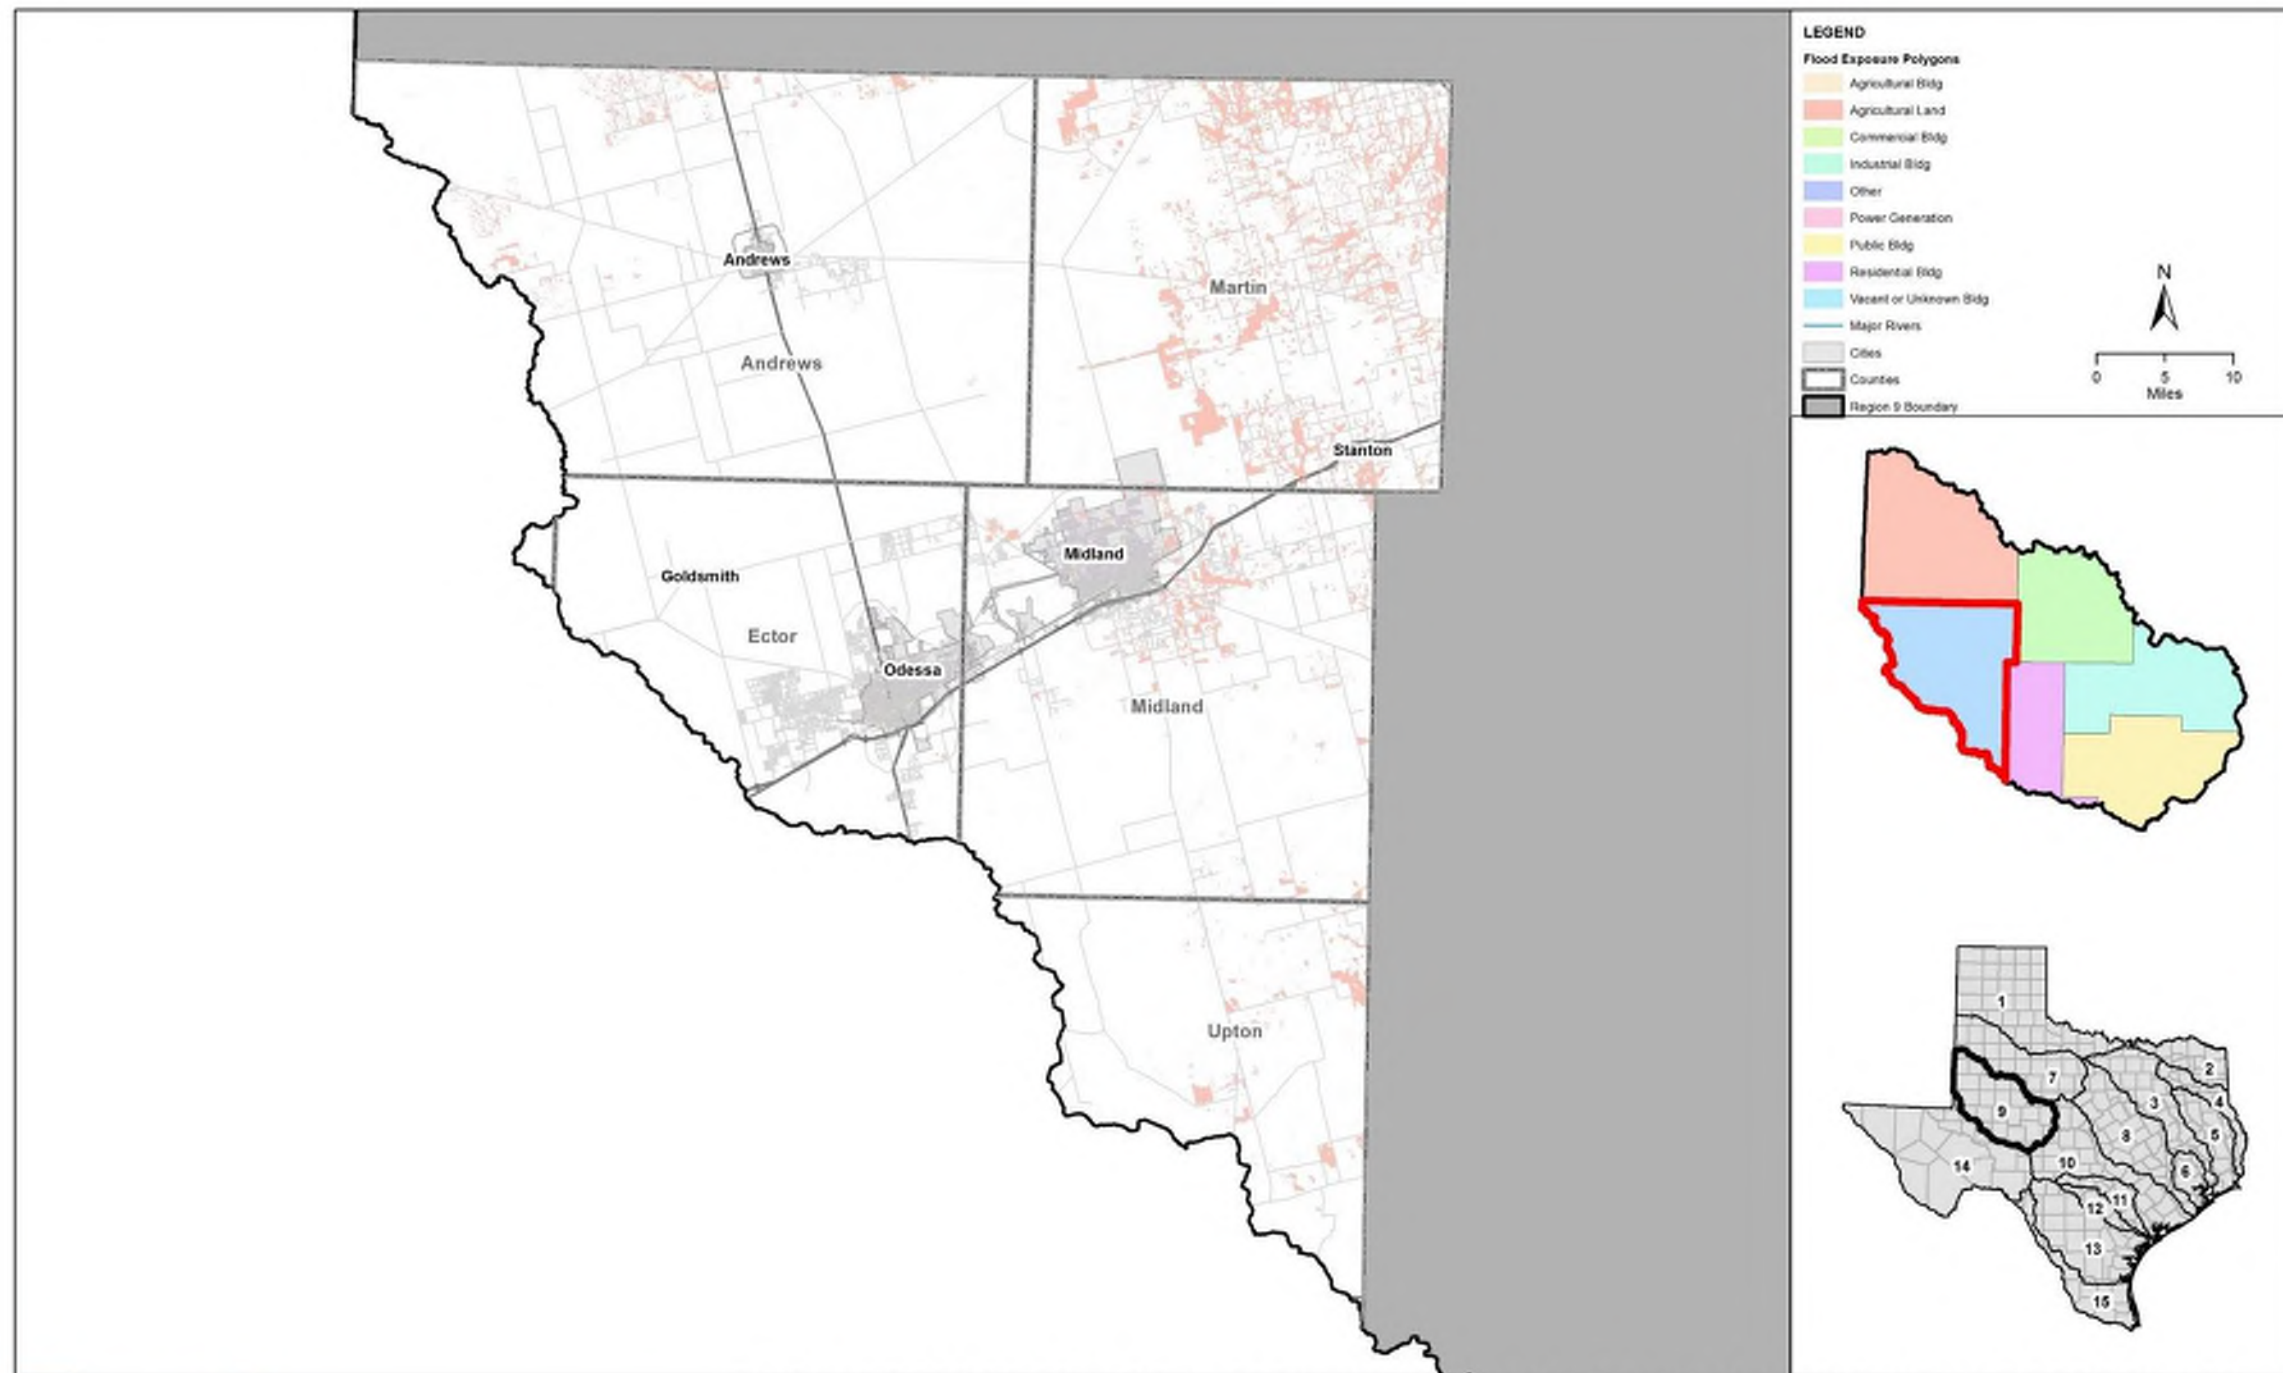 LEGEND
Flood Exposure Polygons
Agricultural Bldg
Agricultural Land
Commercial Bldg
Industrial Bldg
Other
Power Generation
Public Bldg
Residential Bldg
Vacant or Unknown Bldg
Major Rivers
Cities
Counties
Region 9 Boundary
N
0 5 10
Miles
Andrews
Martin
Andrews
Stanton
Midland
Goldsmith
Ector
Odessa
Midland
Upton
1
2
7
3
4
9
8
5
14
10
6
11
12
13
15